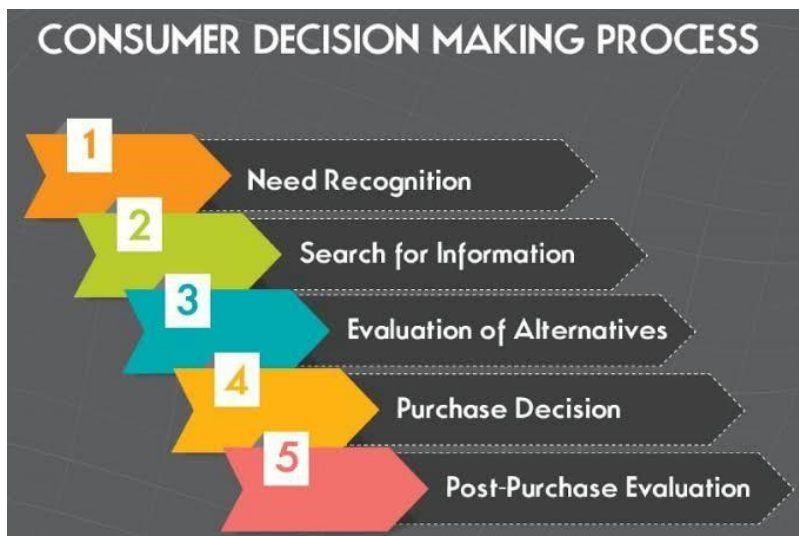 CONSUMER DECISION MAKING PROCESS
1
Need Recognition
2
Search for Information
3
Evaluation of Alternatives
4
Purchase Decision
5
Post-Purchase Evaluation